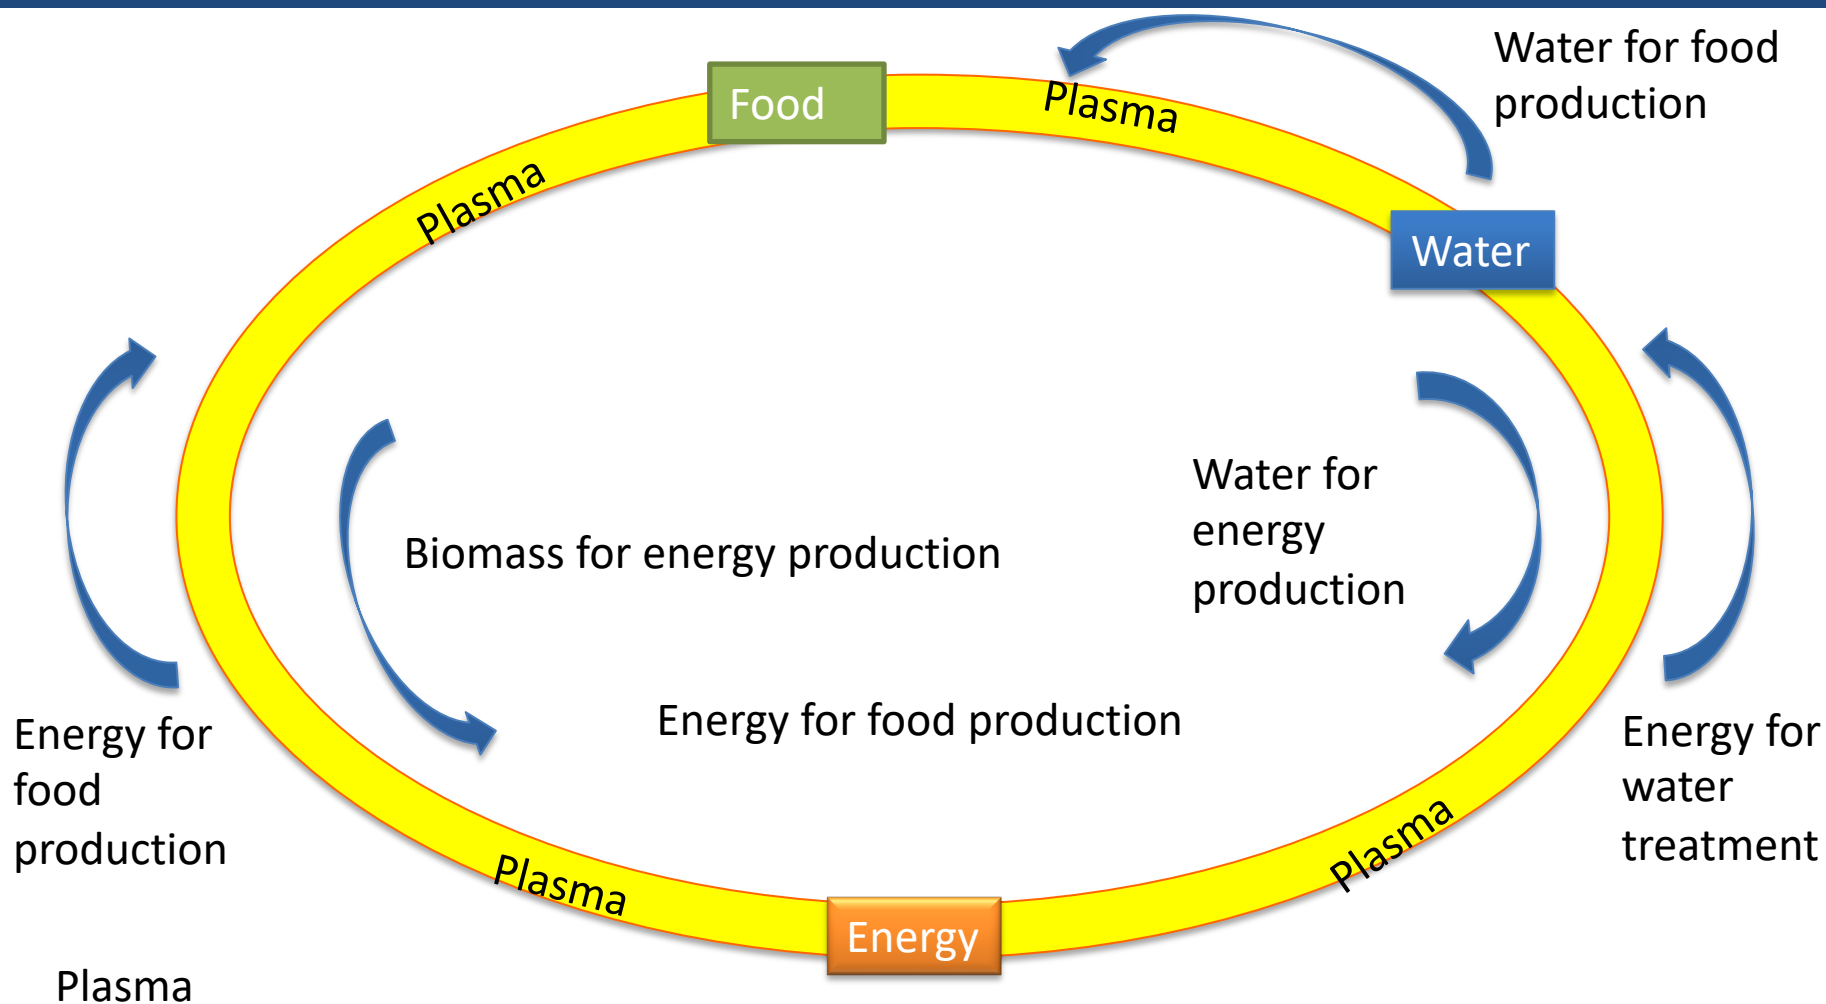 Water for food
production
Food
Plasma
Plasma
Water
Water for
energy
production
Biomass for energy production
Energy for food production
Energy for
food
production
Energy for
water
treatment
Plasma
Plasma
Energy
Plasma